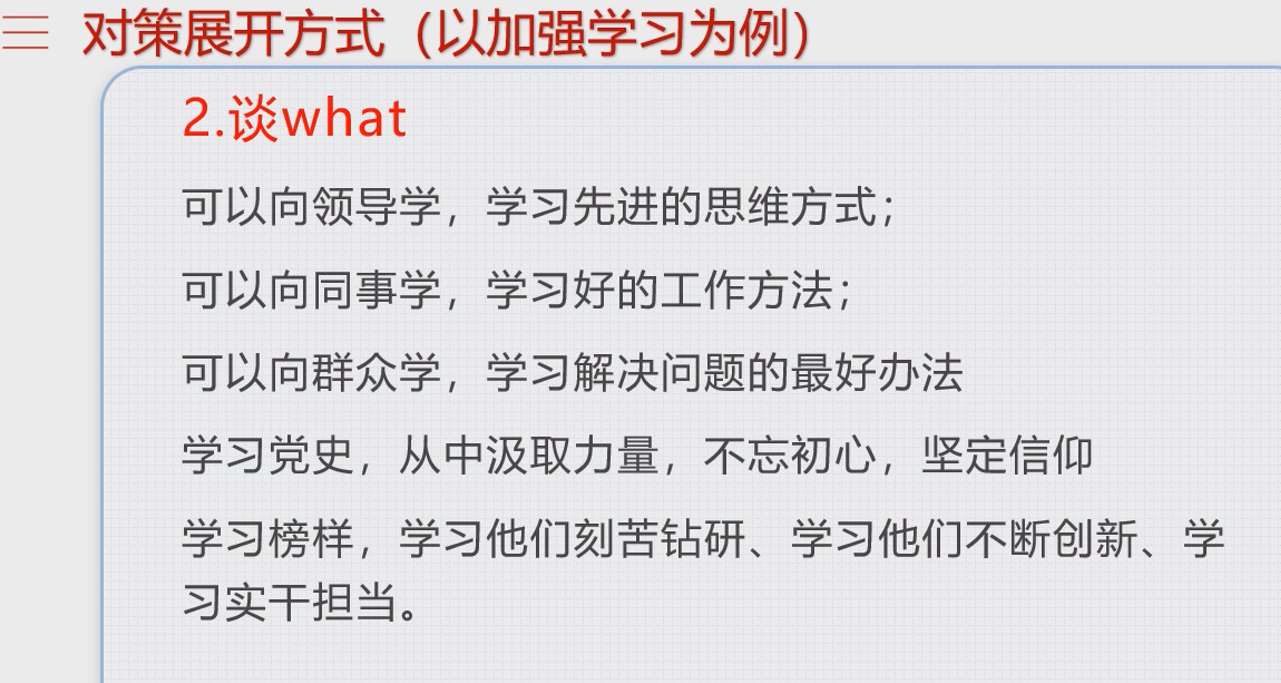 对策展开方式（以加强学习为例）
2.谈what
可以向领导学，学习先进的思维方式；
可以向同事学，学习好的工作方法；
可以向群众学，学习解决问题的最好办法
学习党史，从中汲取力量，不忘初心，坚定信仰
学习榜样，学习他们刻苦钻研、学习他们不断创新、学
习实干担当。